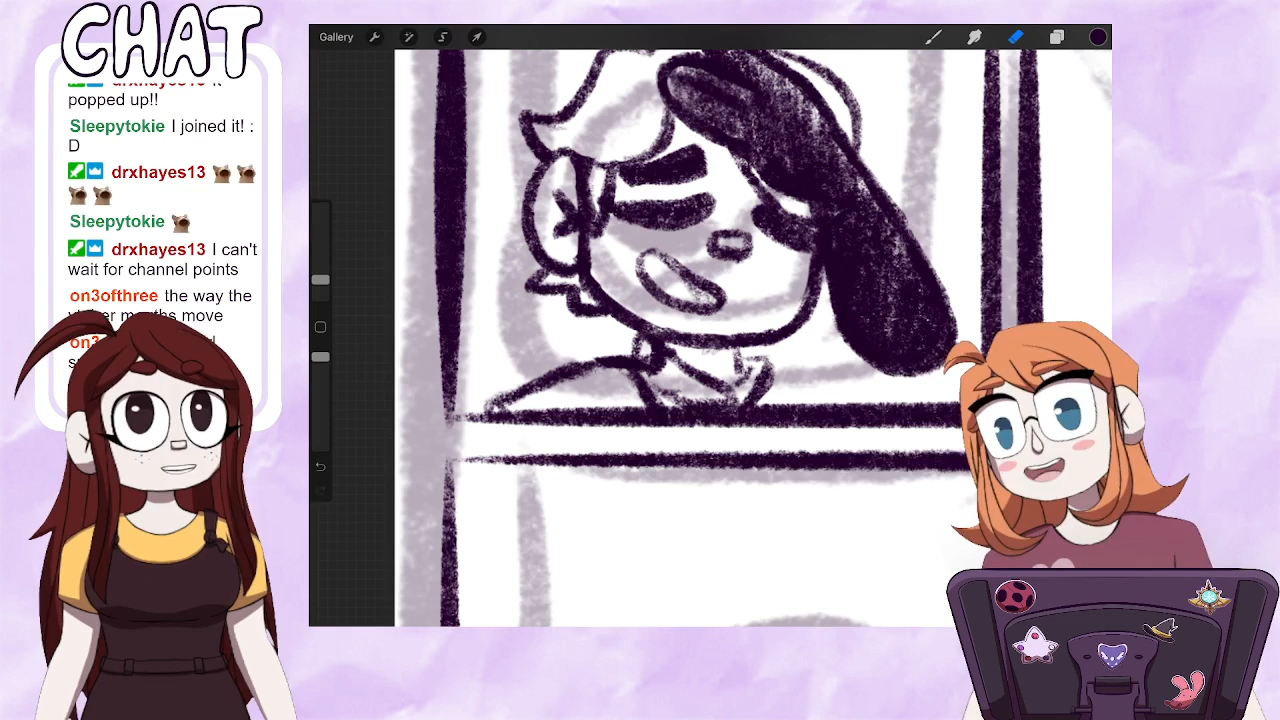 CHAT
Gallery
popped up!!
Sleepytokie I joined it! :
D
drxhayes13
Sleepytokie
drxhayes13 I can't
wait for channel points
on3ofthree the way the
move